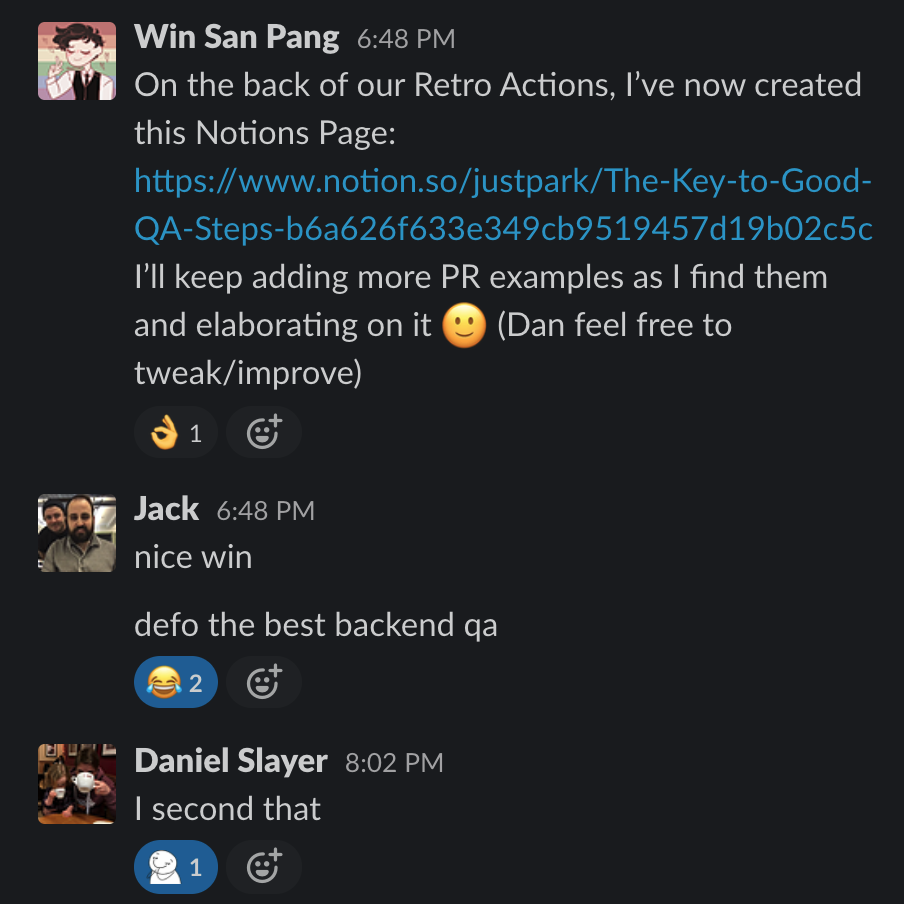 Win San Pang 6:48 PM
On the back of our Retro Actions, I’ve now created
this Notions Page:
https://www.notion.so/justpark/The-Key-to-Good-
QA-Steps-b6a626f633e349cb9519457d19b02c5c
I’ll keep adding more PR examples as I find them
and elaborating on it 🙂 (Dan feel free to
tweak/improve)
👌 1
Jack 6:48 PM
nice win
defo the best backend qa
😂 2
Daniel Slayer 8:02 PM
I second that
1